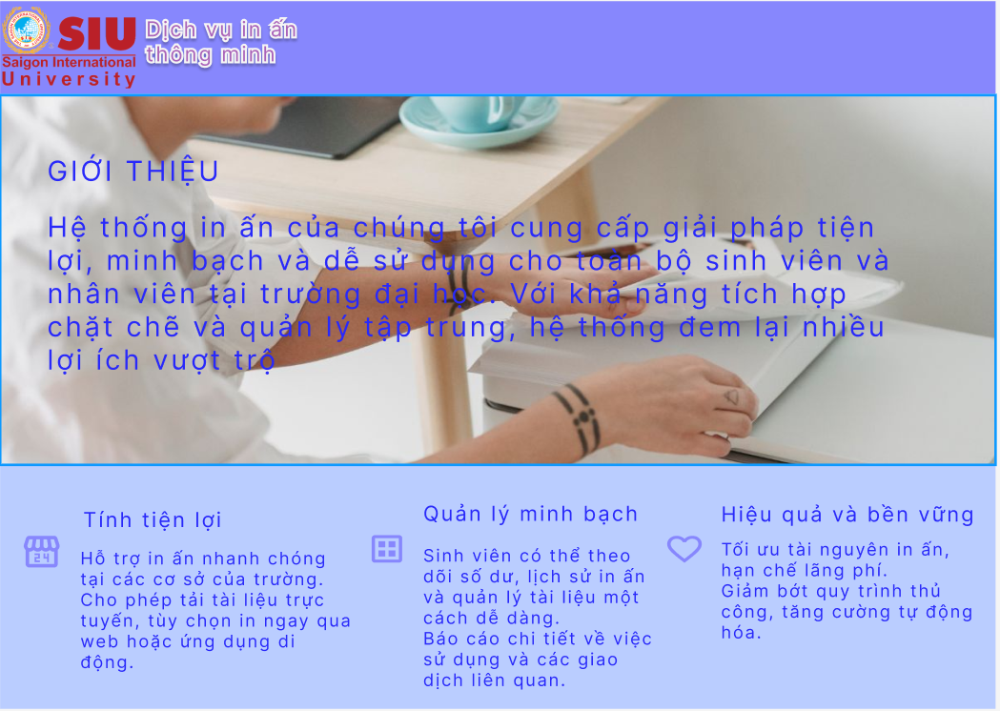 SIU
Saigon International
University
Dịch vụ in ấn
thông minh
GIỚI THIỆU
Hệ thống in ấn của chúng tôi cung cấp giải pháp tiện
lợi, minh bạch và dễ sử dụng cho toàn bộ sinh viên và
nhân viên tại trường đại học. Với khả năng tích hợp
chặt chẽ và quản lý tập trung, hệ thống đem lại nhiều
lợi ích vượt trộ
Tính tiện lợi
24
Hỗ trợ in ấn nhanh chóng
tại các cơ sở của trường.
Cho phép tải tài liệu trực
tuyến, tùy chọn in ngay qua
web hoặc ứng dụng di
động.
Quản lý minh bạch
Sinh viên có thể theo
dõi số dư, lịch sử in ấn
và quản lý tài liệu một
cách dễ dàng.
Báo cáo chi tiết về việc
sử dụng và các giao
dịch liên quan.
Hiệu quả và bền vững
Tối ưu tài nguyên in ấn,
hạn chế lãng phí.
Giảm bớt quy trình thủ
công, tăng cường tự động
hóa.